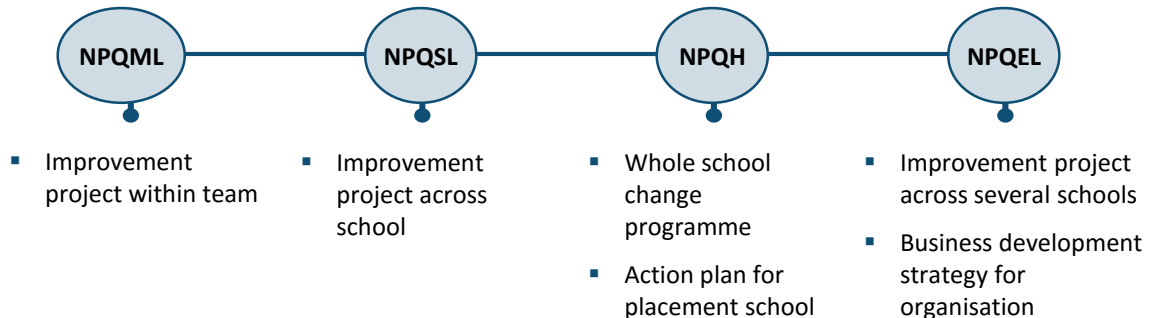 NPQML
NPQSL
NPQH
NPQEL
▪ Improvement
project within team
▪ Improvement
project across
school
▪ Whole school
change
programme
▪ Action plan for
placement school
▪ Improvement project
across several schools
▪ Business development
strategy for
organisation